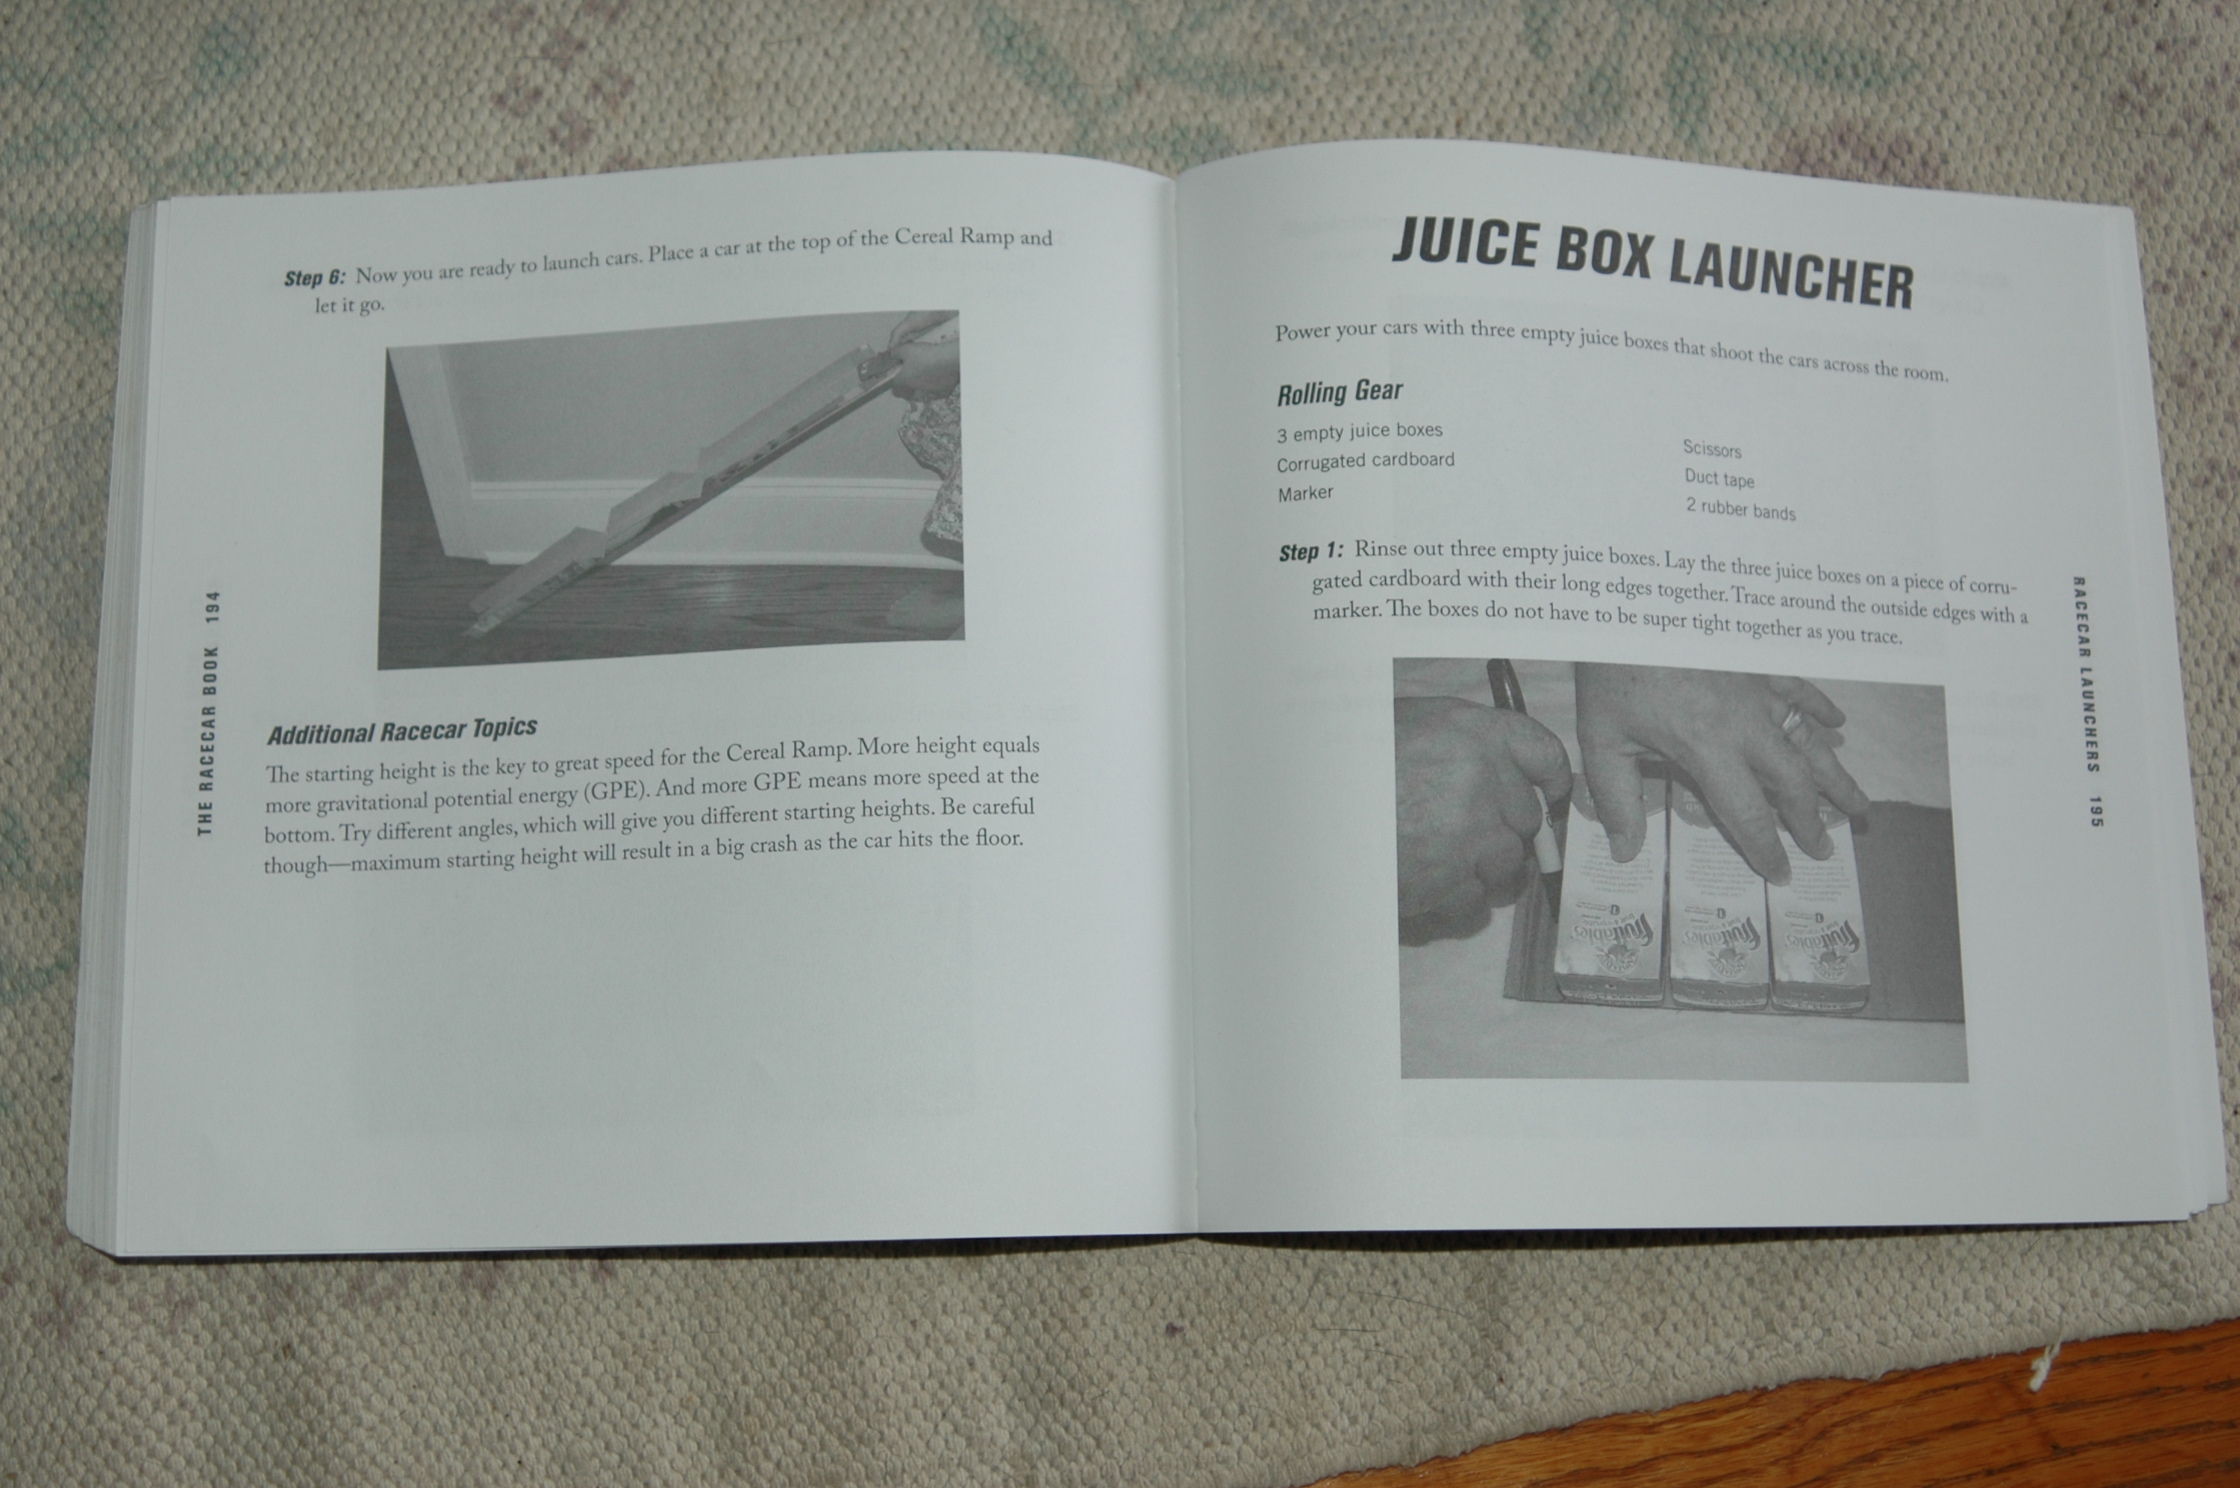 Step 6: Now you are ready to launch cars. Place a car at the top of the Cereal Ramp and
let it go.
Additional Racecar Topics
The starting height is the key to great speed for the Cereal Ramp. More height equals
more gravitational potential energy (GPE). And more GPE means more speed at the
bottom. Try different angles, which will give you different starting heights. Be careful
though—maximum starting height will result in a big crash as the car hits the floor.
THE RACECAR BOOK 194
JUICE BOX LAUNCHER
Power your cars with three empty juice boxes that shoot the cars across the room.
Rolling Gear
3 empty juice boxes
Corrugated cardboard
Marker
Scissors
Duct tape
2 rubber bands
Step 1: Rinse out three empty juice boxes. Lay the three juice boxes on a piece of corru-
gated cardboard with their long edges together. Trace around the outside edges with a
marker. The boxes do not have to be super tight together as you trace.
fruitables
fruitables
fruitables
RACECAR LAUNCHERS 195